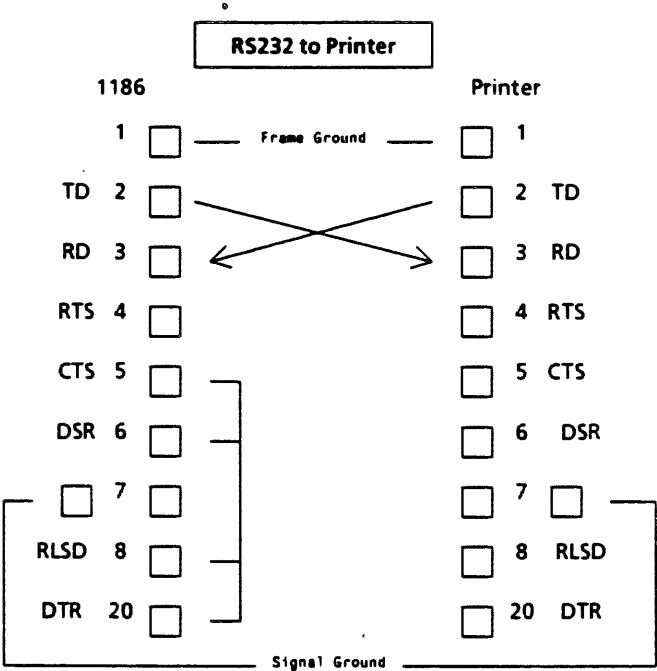 RS232 to Printer
1186 Printer
1 Frame Ground 1
TD 2 2 TD
RD 3 3 RD
RTS 4 4 RTS
CTS 5 5 CTS
DSR 6 6 DSR
7 7
RLSD 8 8 RLSD
DTR 20 20 DTR
Signal Ground